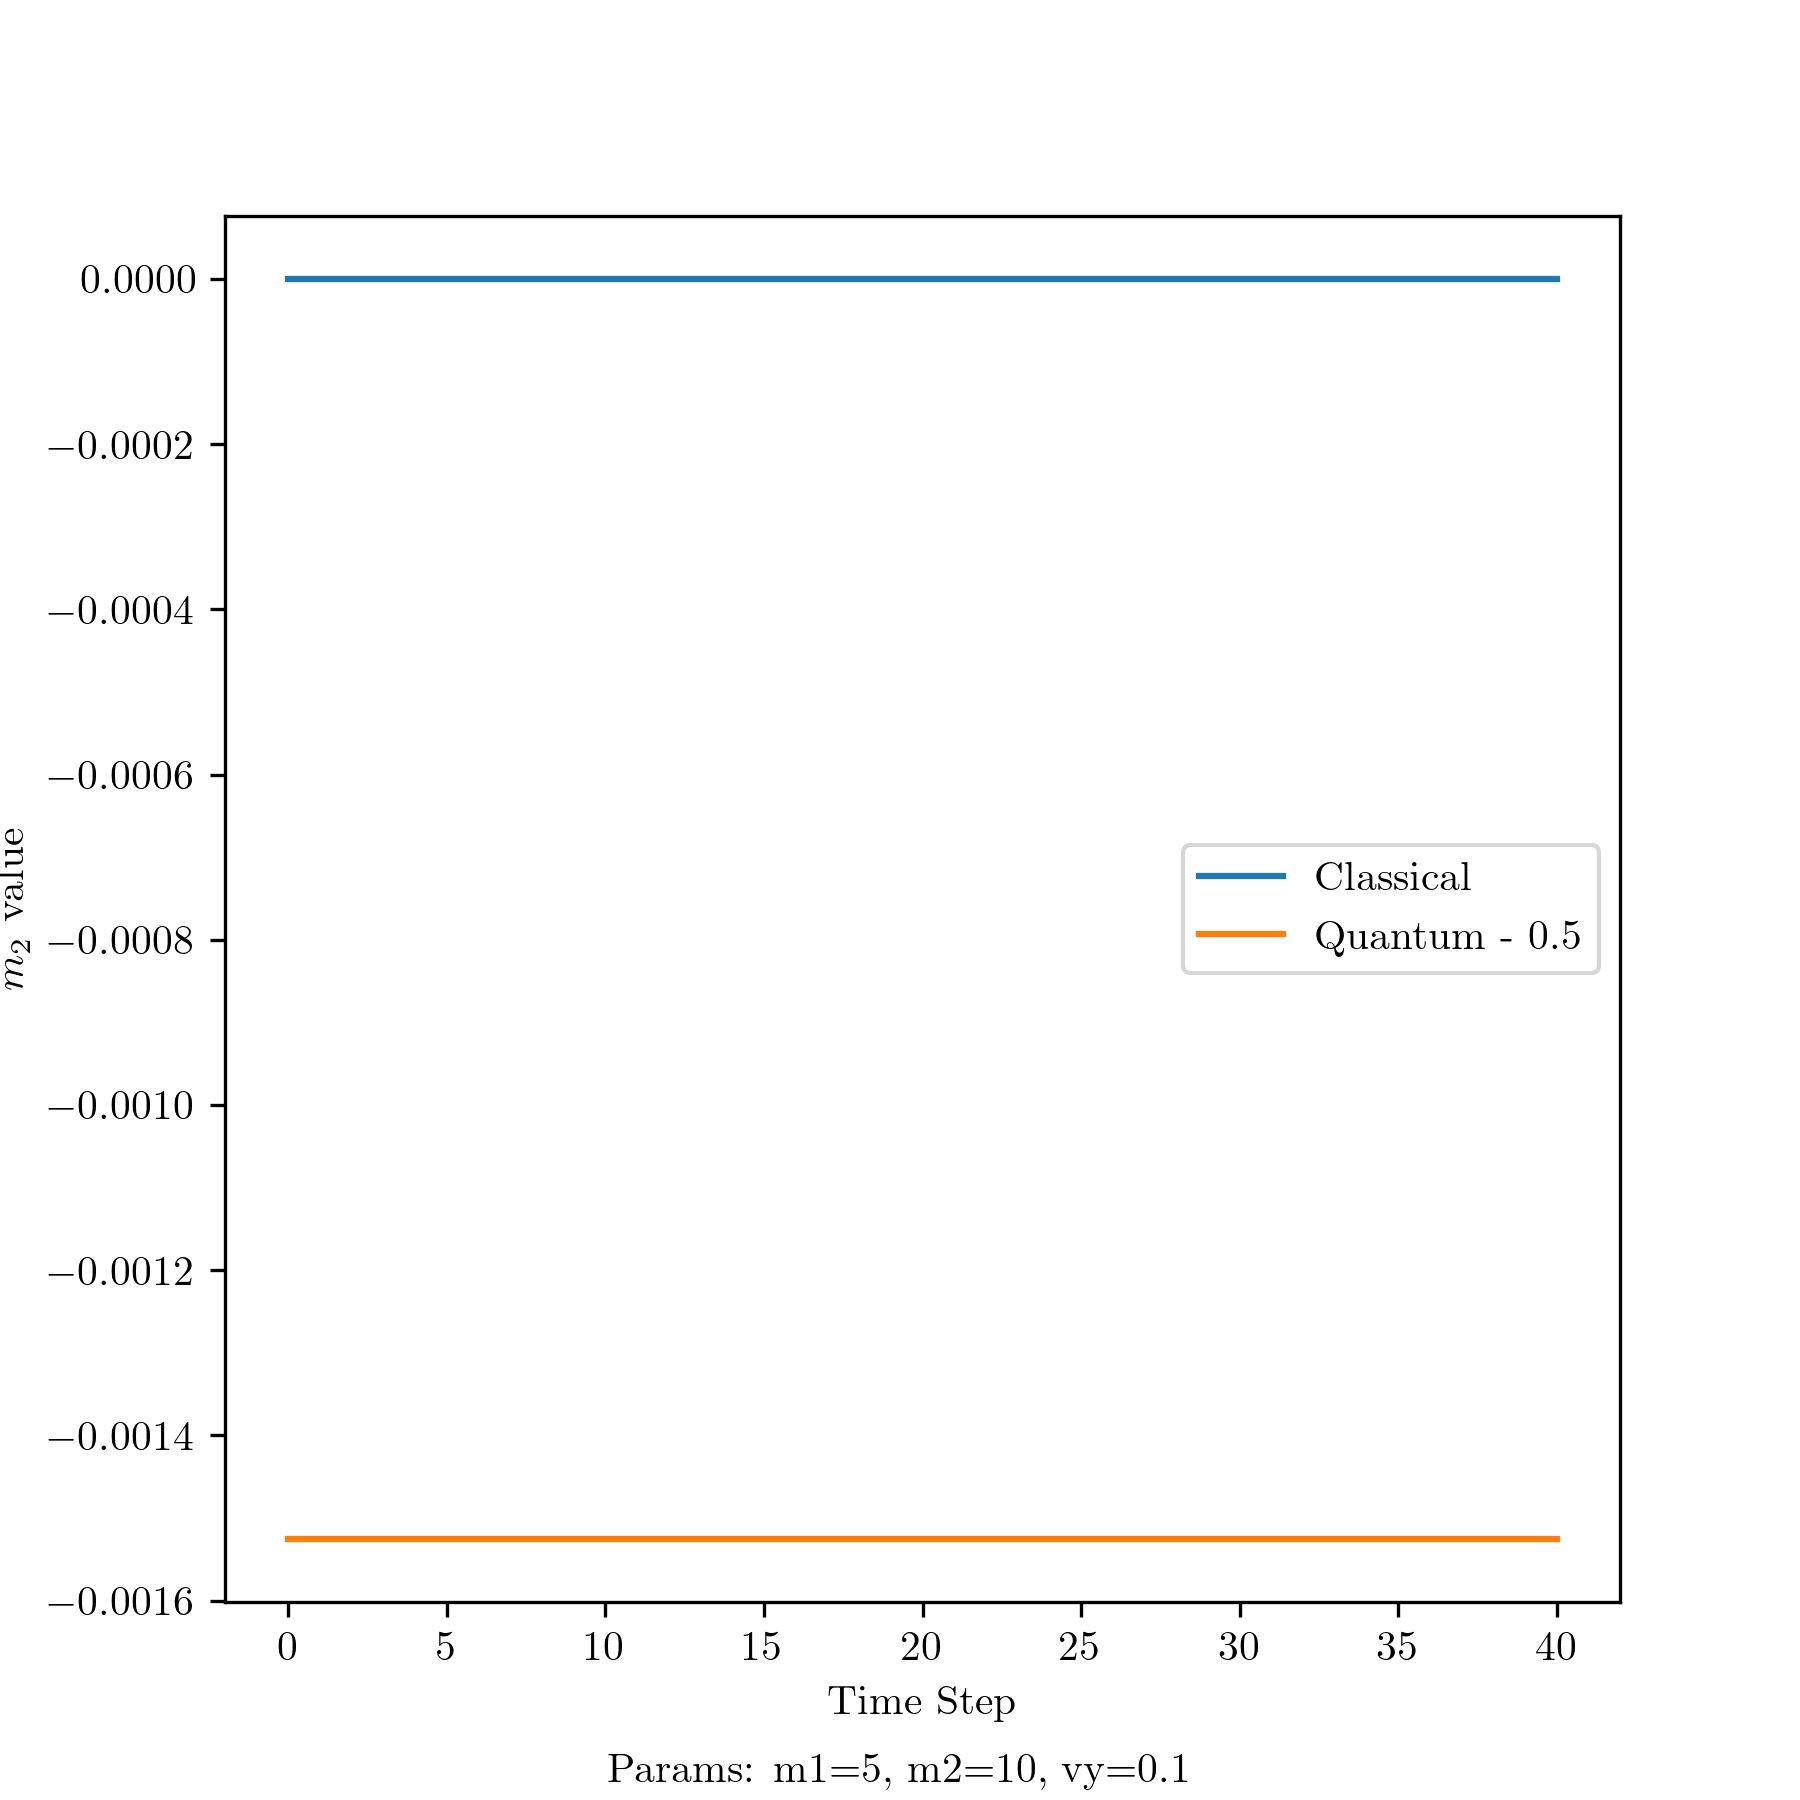 0.0000
−0.0002
−0.0004
−0.0006
−0.0008
−0.0010
−0.0012
−0.0014
−0.0016
m₂ value
Classical
Quantum - 0.5
0 5 10 15 20 25 30 35 40
Time Step
Params: m1=5, m2=10, vy=0.1